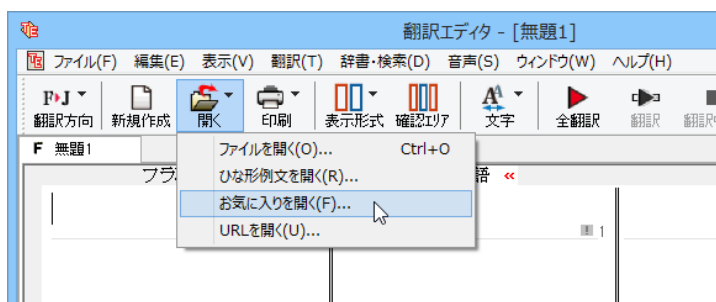 翻訳エディタ - [無題1]
ファイル(F) 編集(E) 表示(V) 翻訳(T) 辞書・検索(D) 音声(S) ウィンドウ(W) ヘルプ(H)
翻訳方向 新規作成 開く 印刷 表示形式 確認エリア 文字 全翻訳 翻訳
F 無題1
ファイルを開く(O)... Ctrl+O
ひな形例文を開く(R)...
お気に入りを開く(F)...
URLを開く(U)...
1